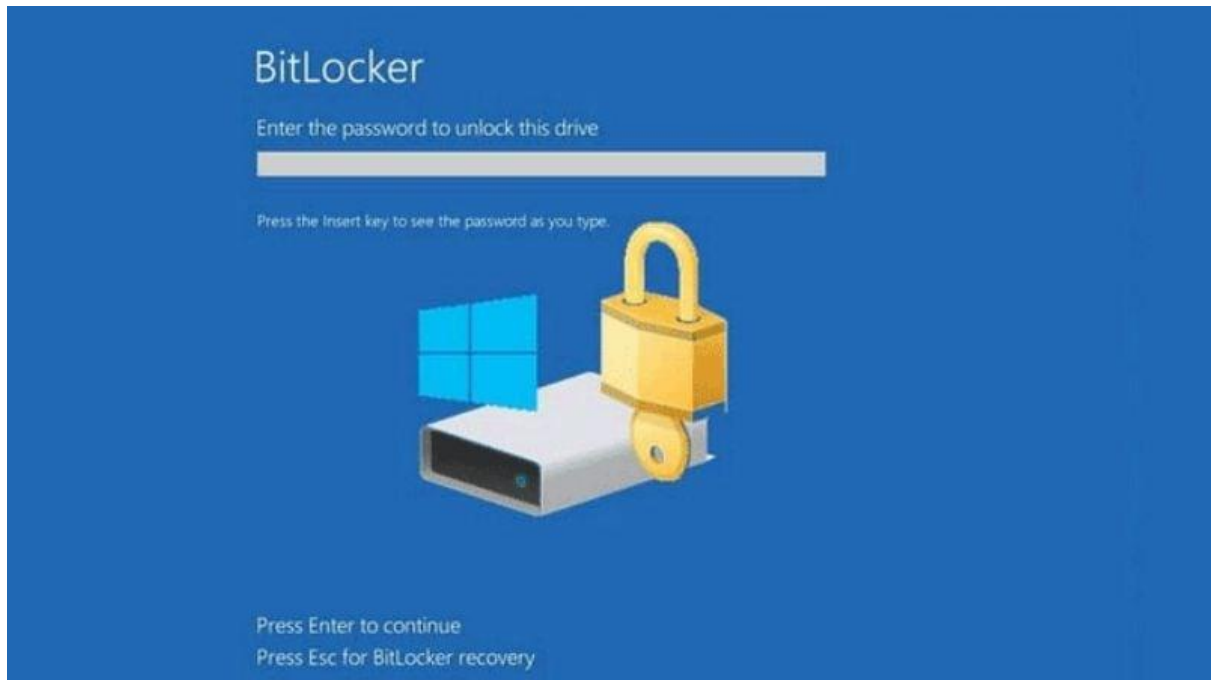 BitLocker
Enter the password to unlock this drive
Press the Insert key to see the password as you type.
Press Enter to continue
Press Esc for BitLocker recovery